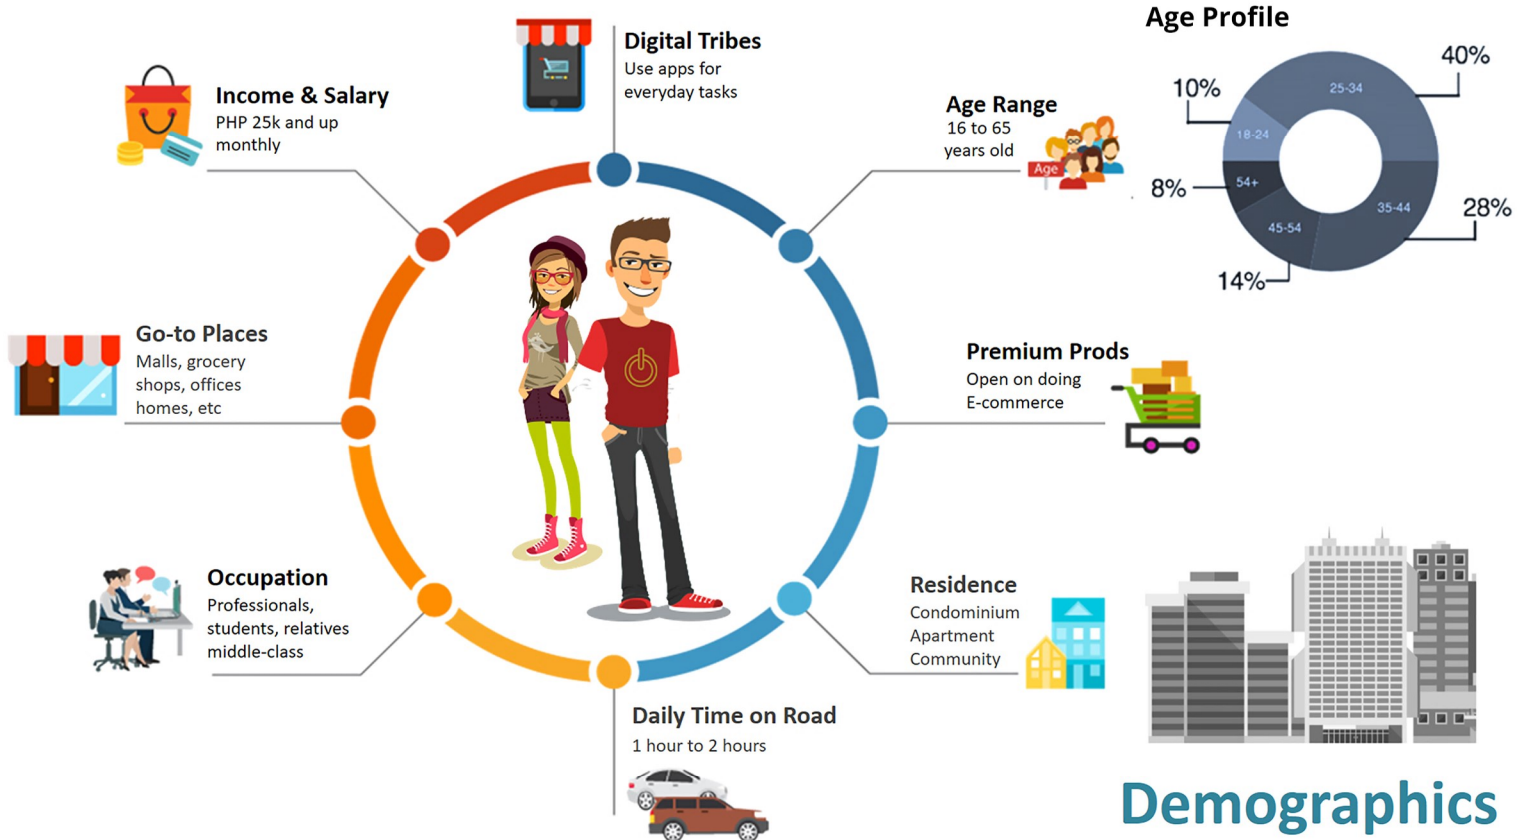 Age Profile
40%
10%
25-34
18-24
54+
8%
35-44
28%
45-54
14%
Digital Tribes
Use apps for
everyday tasks
Income & Salary
PHP 25k and up
monthly
Age Range
16 to 65
years old
Age
Go-to Places
Malls, grocery
shops, offices
homes, etc
Premium Prods
Open on doing
E-commerce
Occupation
Professionals,
students, relatives
middle-class
Residence
Condominium
Apartment
Community
Daily Time on Road
1 hour to 2 hours
Demographics